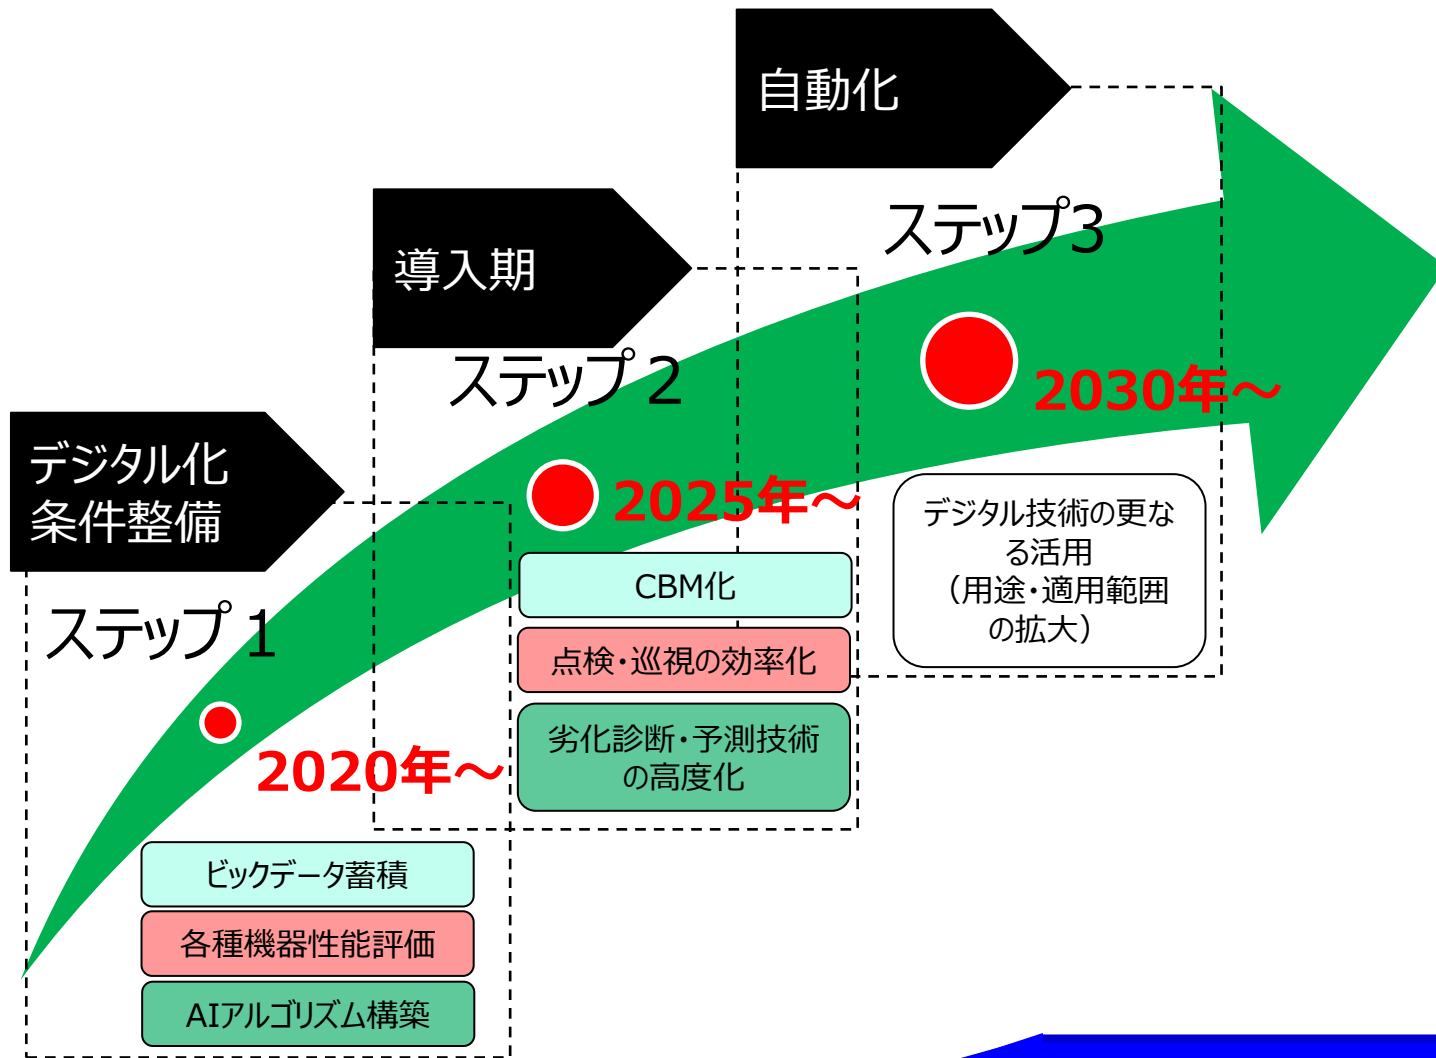 自動化
ステップ3
2030年～
デジタル技術の更な
る活用
（用途・適用範囲
の拡大）
導入期
ステップ２
2025年～
CBM化
点検・巡視の効率化
劣化診断・予測技術
の高度化
デジタル化
条件整備
ステップ１
2020年～
ビックデータ蓄積
各種機器性能評価
AIアルゴリズム構築